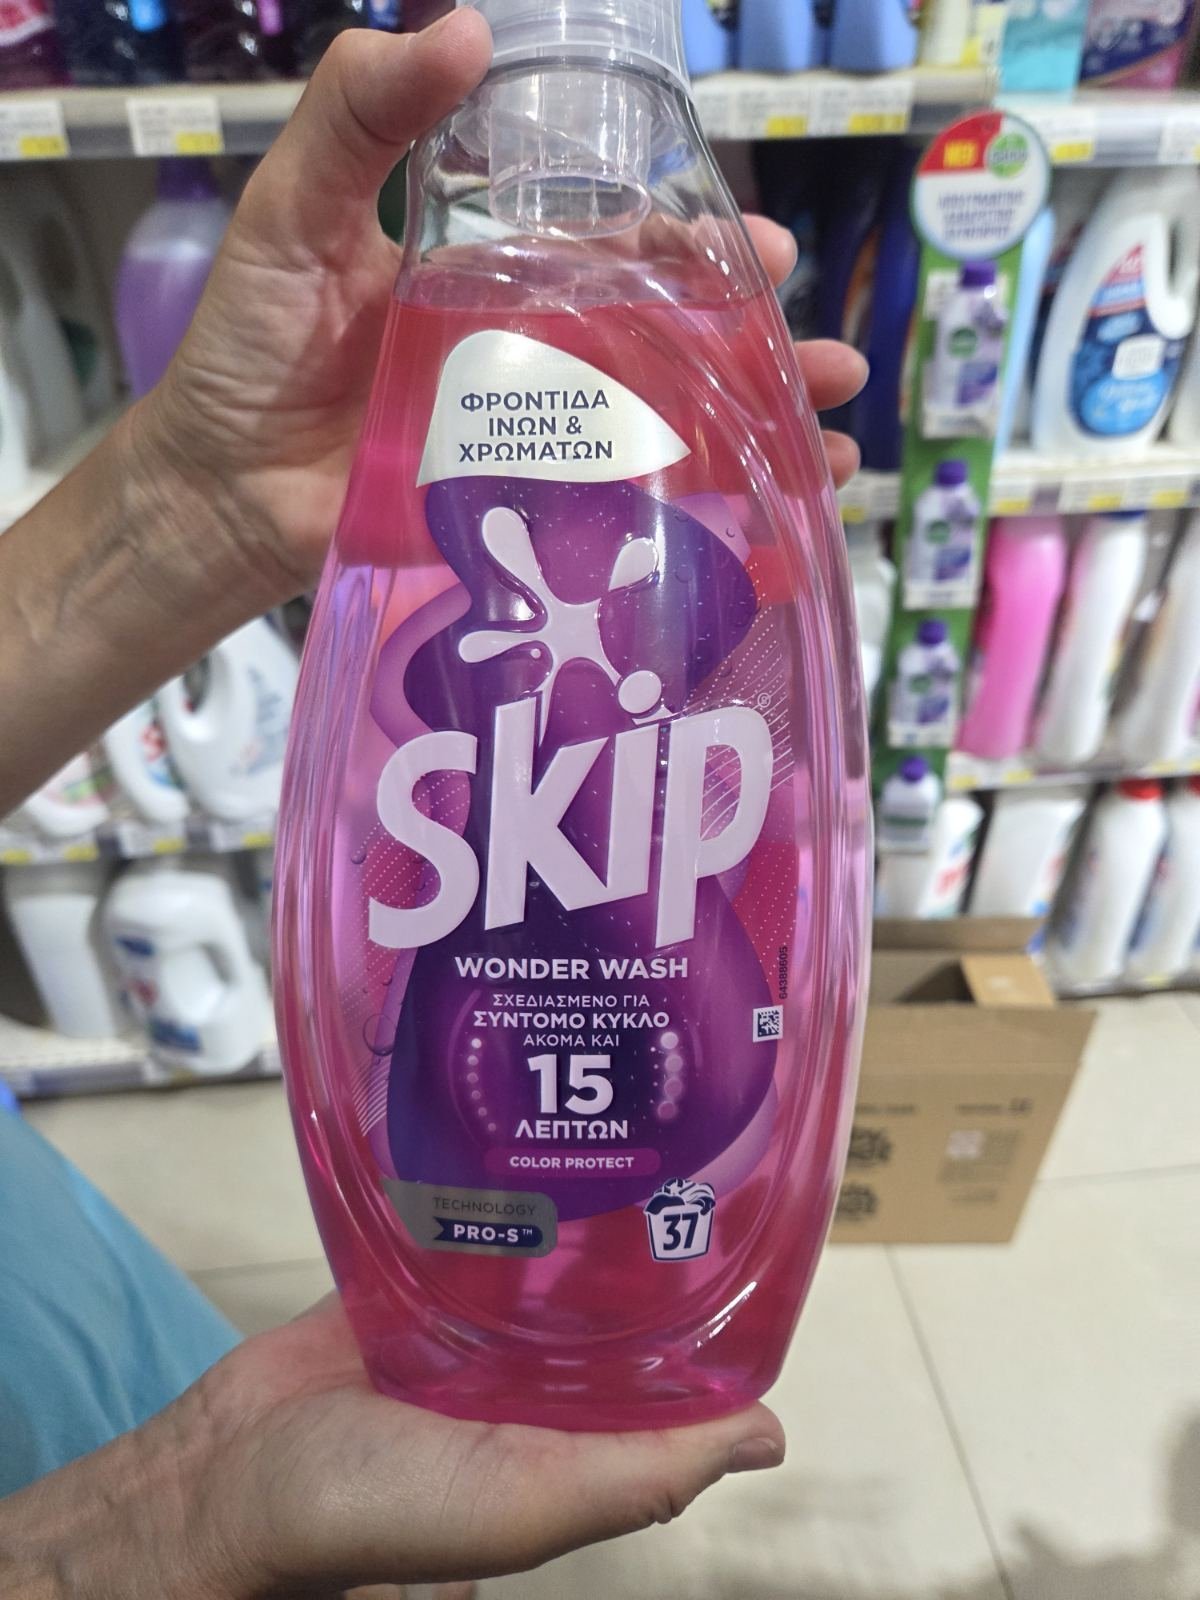 ΦΡΟΝΤΙΔΑ
ΙΝΩΝ &
ΧΡΩΜΑΤΩΝ
Skip®
WONDER WASH
ΣΧΕΔΙΑΣΜΕΝΟ ΓΙΑ
ΣΥΝΤΟΜΟ ΚΥΚΛΟ
ΑΚΟΜΑ ΚΑΙ
15
ΛΕΠΤΩΝ
COLOR PROTECT
TECHNOLOGY
PRO-S™
37
64388605